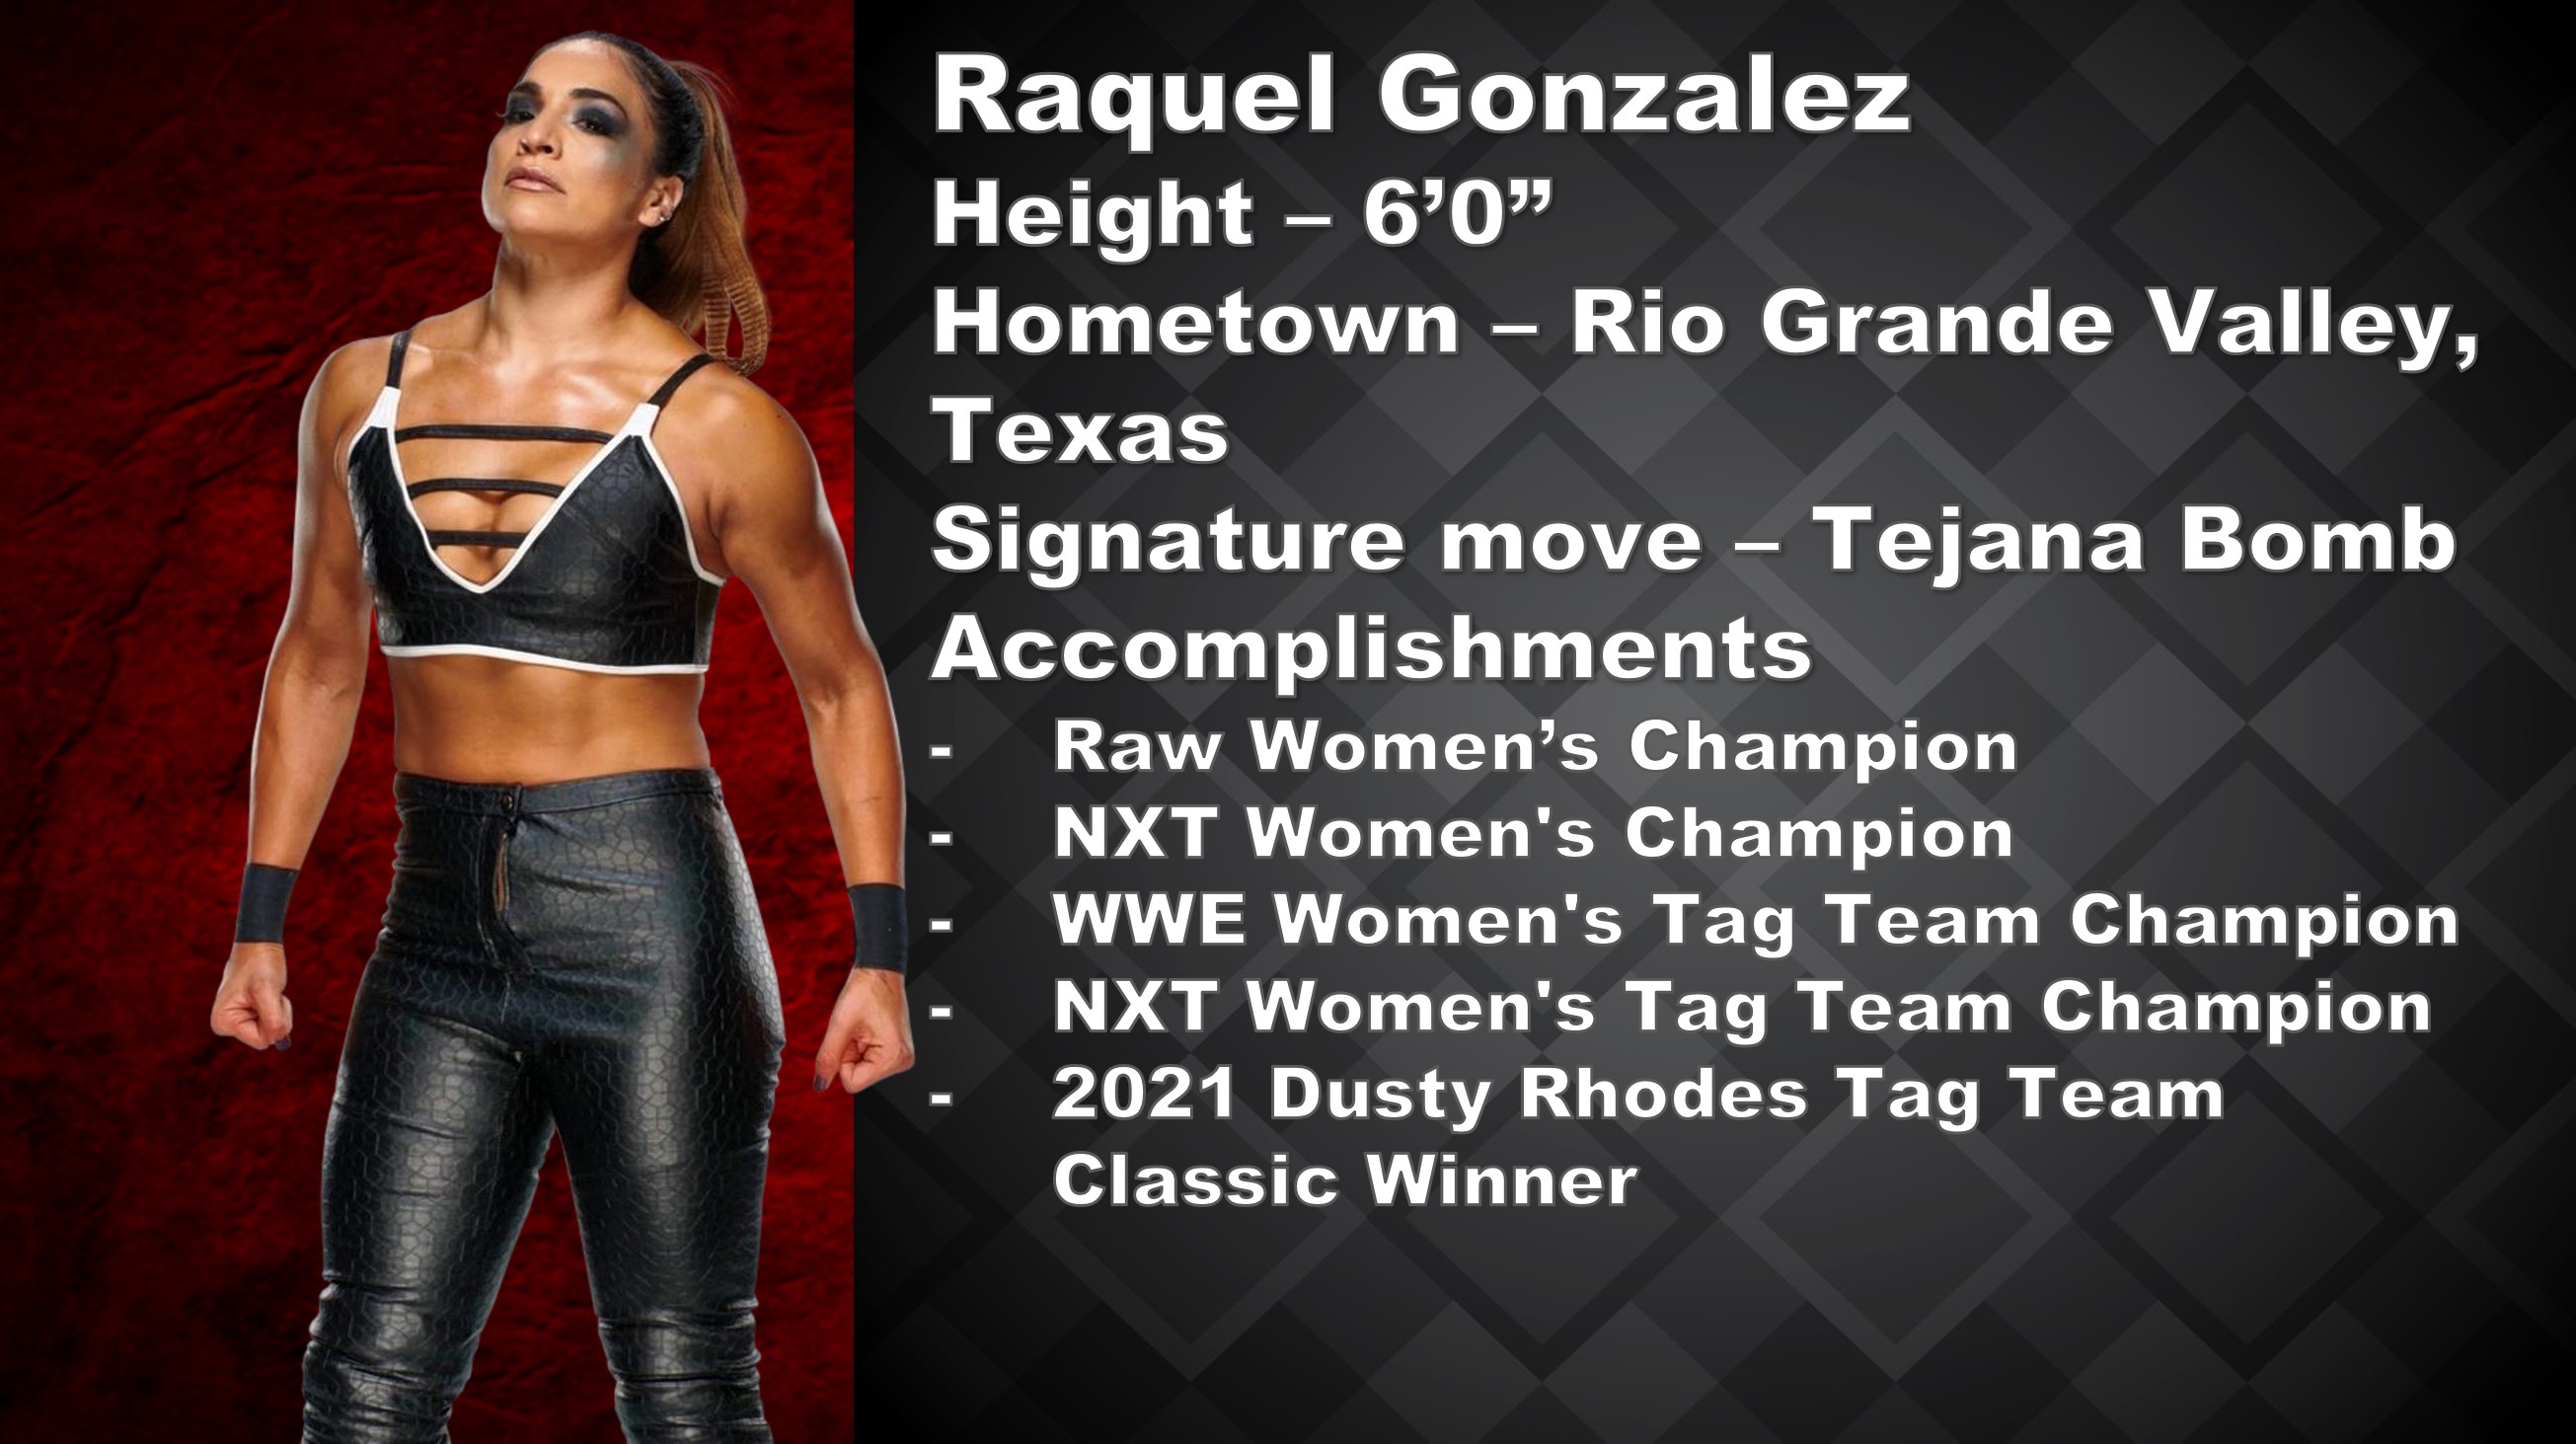 Raquel Gonzalez
Height – 6’0”
Hometown – Rio Grande Valley,
Texas
Signature move – Tejana Bomb
Accomplishments
- Raw Women’s Champion
- NXT Women's Champion
- WWE Women's Tag Team Champion
- NXT Women's Tag Team Champion
- 2021 Dusty Rhodes Tag Team
Classic Winner